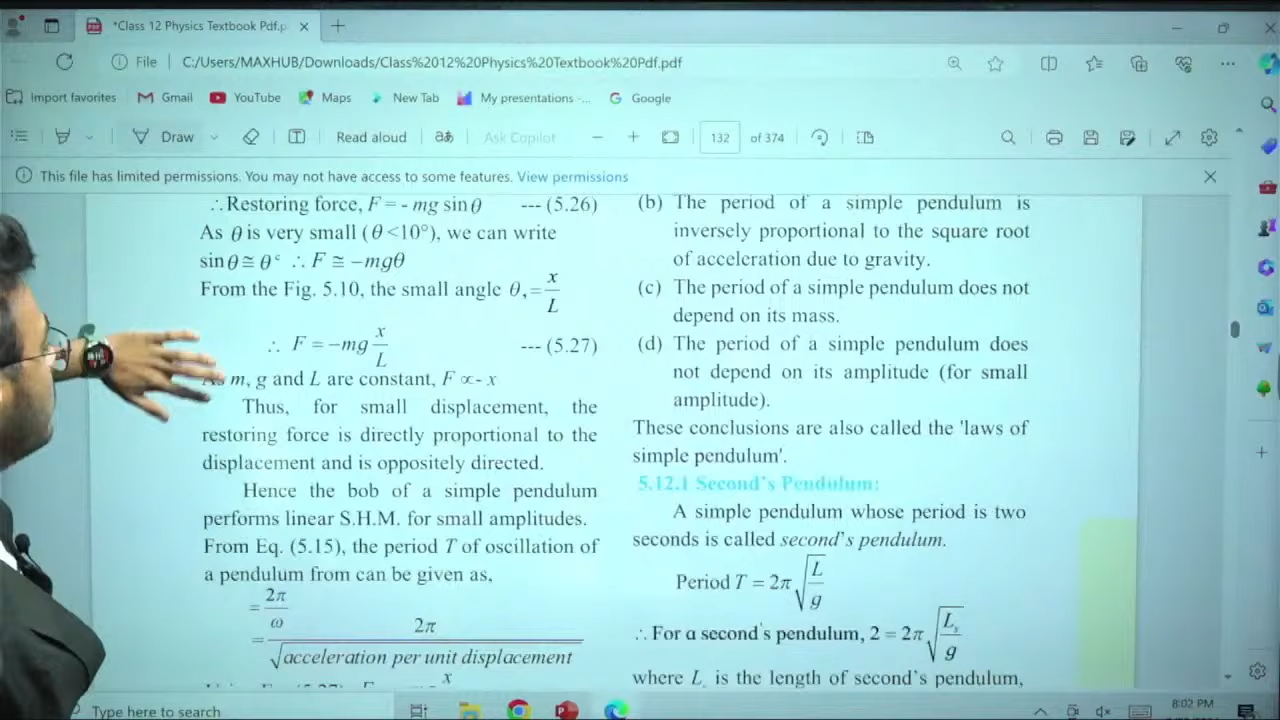 *Class 12 Physics Textbook Pdf.p
File
C:/Users/MAXHUB/Downloads/Class%2012%20Physics%20Textbook%20Pdf.pdf
Import favorites
Gmail
YouTube
Maps
New Tab
My presentations -...
Google
Draw
Read aloud
Ask Copilot
132
of 374
This file has limited permissions. You may not have access to some features. View permissions
∴Restoring force, F = - mg sin θ --- (5.26)
As θ is very small ( θ <10°), we can write
sin θ ≅ θ ᶜ ∴ F ≅ −mgθ
From the Fig. 5.10, the small angle θ, = x/L
∴ F = −mg x/L --- (5.27)
As m, g and L are constant, F ∝ - x
Thus, for small displacement, the
restoring force is directly proportional to the
displacement and is oppositely directed.
Hence the bob of a simple pendulum
performs linear S.H.M. for small amplitudes.
From Eq. (5.15), the period T of oscillation of
a pendulum from can be given as,
= 2π/ω
= 2π/√acceleration per unit displacement
(b) The period of a simple pendulum is
inversely proportional to the square root
of acceleration due to gravity.
(c) The period of a simple pendulum does not
depend on its mass.
(d) The period of a simple pendulum does
not depend on its amplitude (for small
amplitude).
These conclusions are also called the 'laws of
simple pendulum'.
5.12.1 Second's Pendulum:
A simple pendulum whose period is two
seconds is called second's pendulum.
Period T = 2π √(L/g)
∴ For a second's pendulum, 2 = 2π √(Lₛ/g)
where Lₛ is the length of second's pendulum,
Type here to search
8:02 PM